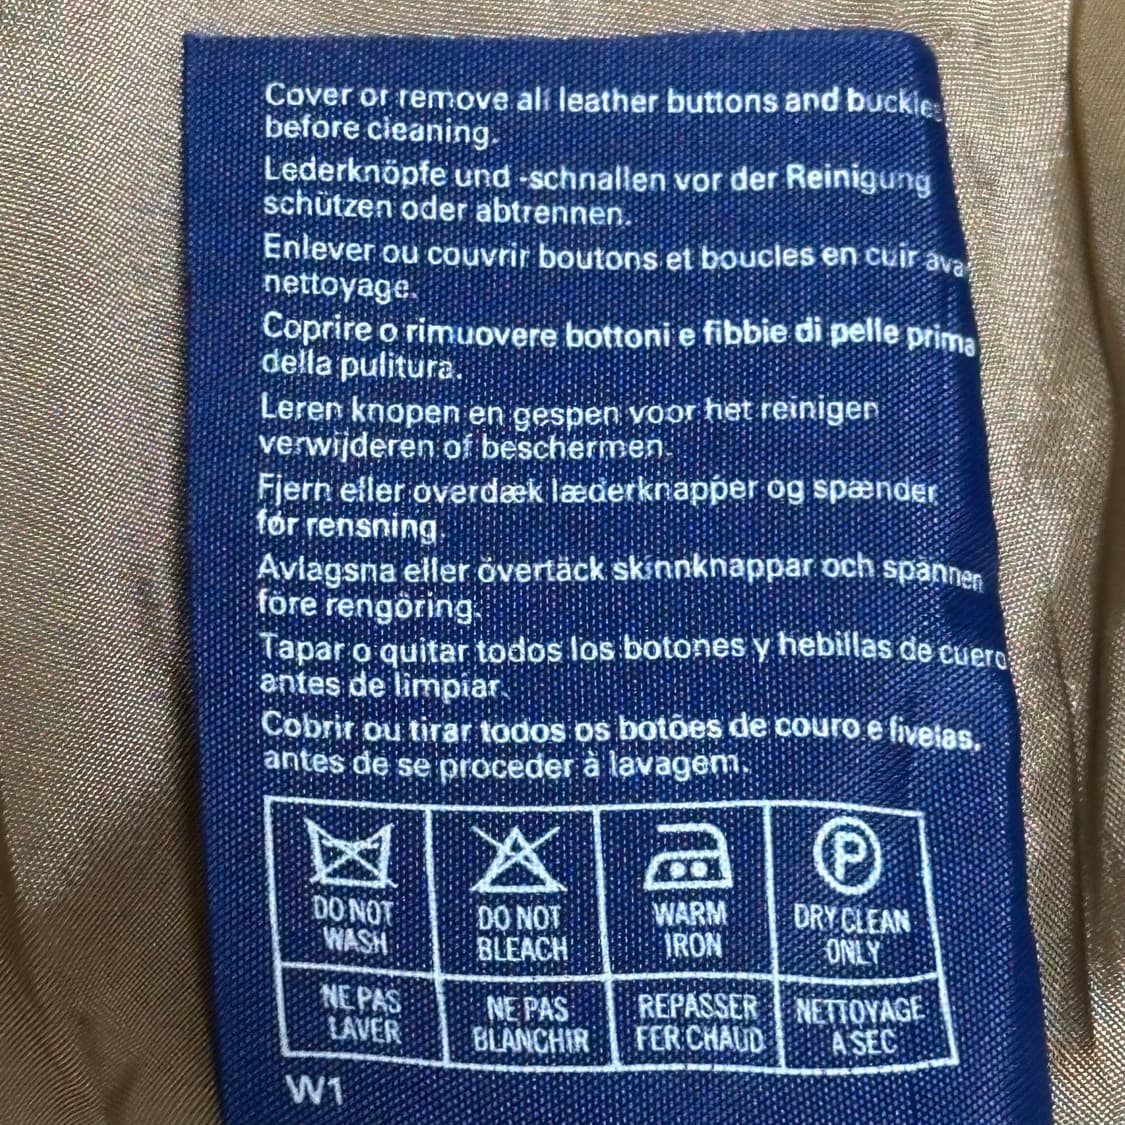 Cover or remove all leather buttons and buckles
before cleaning.
Lederknöpfe und -schnallen vor der Reinigung
schützen oder abtrennen.
Enlever ou couvrir boutons et boucles en cuir ava
nettoyage.
Coprire o rimuovere bottoni e fibbie di pelle prima
della pulitura.
Leren knopen en gespen voor het reinigen
verwijderen of beschermen.
Fjern eller overdæk læderknapper og spænder
før rensning.
Avlagsna eller övertäck skinnknappar och spännen
före rengöring.
Tapar o quitar todos los botones y hebillas de cuero
antes de limpiar.
Cobrir ou tirar todos os botões de couro e fivelas,
antes de se proceder à lavagem.
P
DO NOT WASH
DO NOT BLEACH
WARM IRON
DRY CLEAN ONLY
NE PAS LAVER
NE PAS BLANCHIR
REPASSER FER CHAUD
NETTOYAGE A SEC
W1